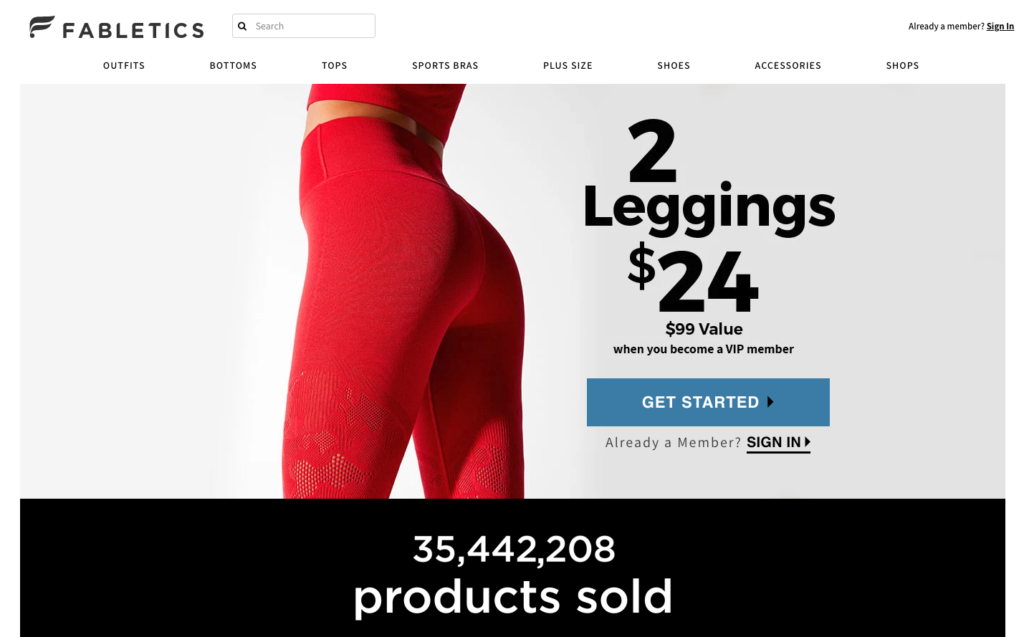 FABLETICS
Search
Already a member? Sign In
OUTFITS
BOTTOMS
TOPS
SPORTS BRAS
PLUS SIZE
SHOES
ACCESSORIES
SHOPS
2
Leggings
$24
$99 Value
when you become a VIP member
GET STARTED
Already a Member? SIGN IN
35,442,208
products sold